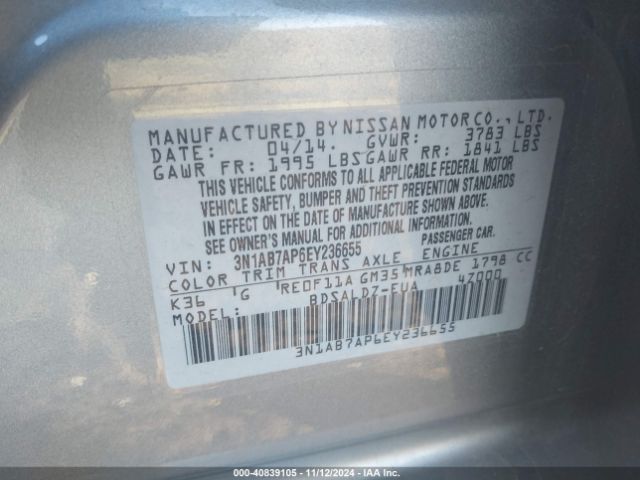 MANUFACTURED BY NISSAN MOTOR CO., LTD.
DATE: 04/14. GVWR: 3783 LBS
GAWR FR: 1995 LBS GAWR RR: 1841 LBS
THIS VEHICLE CONFORMS TO ALL APPLICABLE FEDERAL MOTOR
VEHICLE SAFETY, BUMPER AND THEFT PREVENTION STANDARDS
IN EFFECT ON THE DATE OF MANUFACTURE SHOWN ABOVE.
SEE OWNER'S MANUAL FOR ADDITIONAL INFORMATION
VIN: 3N1AB7AP6EY236655 PASSENGER CAR.
COLOR TRIM TRANS AXLE ENGINE
K36 G RE0F11A GM35 MRA8DE 1798 CC
MODEL: BDSALDZ-EUA 47000
3N1AB7AP6EY236655
000-40839105 - 11/12/2024 - IAA Inc.